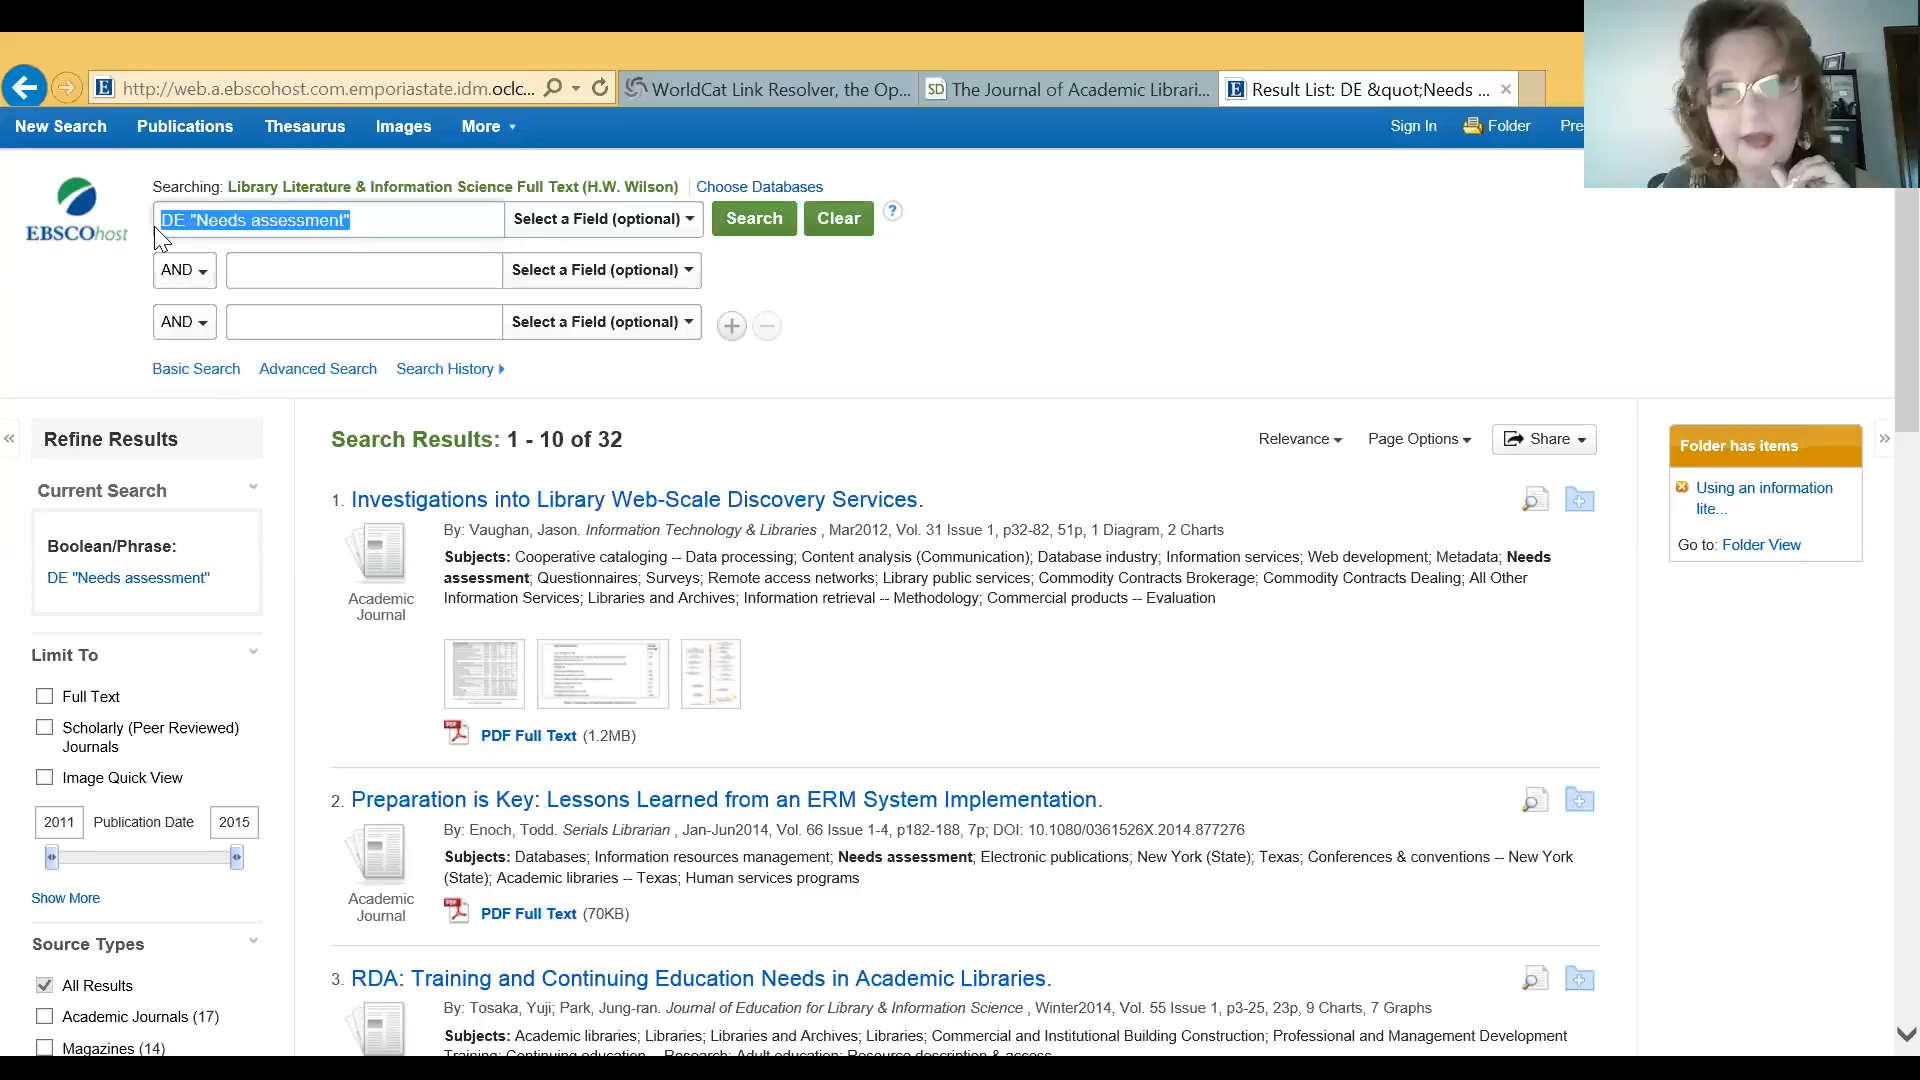 http://web.a.ebscohost.com.emporiastate.idm.oclc...
WorldCat Link Resolver, the Op...
SD The Journal of Academic Librari...
E Result List: DE &quot;Needs ...
New Search Publications Thesaurus Images More
Sign In Folder Pre
Searching: Library Literature & Information Science Full Text (H.W. Wilson) Choose Databases
EBSCOhost
DE "Needs assessment" Select a Field (optional) Search Clear ?
AND Select a Field (optional)
AND Select a Field (optional)
Basic Search Advanced Search Search History
Refine Results
Current Search
Boolean/Phrase:
DE "Needs assessment"
Limit To
Full Text
Scholarly (Peer Reviewed)
Journals
Image Quick View
2011 Publication Date 2015
Show More
Source Types
All Results
Academic Journals (17)
Magazines (14)
Search Results: 1 - 10 of 32
Relevance Page Options Share
1. Investigations into Library Web-Scale Discovery Services.
Academic
Journal
By: Vaughan, Jason. Information Technology & Libraries , Mar2012, Vol. 31 Issue 1, p32-82, 51p, 1 Diagram, 2 Charts
Subjects: Cooperative cataloging -- Data processing; Content analysis (Communication); Database industry; Information services; Web development; Metadata; Needs
assessment; Questionnaires; Surveys; Remote access networks; Library public services; Commodity Contracts Brokerage; Commodity Contracts Dealing; All Other
Information Services; Libraries and Archives; Information retrieval -- Methodology; Commercial products -- Evaluation
PDF Full Text (1.2MB)
2. Preparation is Key: Lessons Learned from an ERM System Implementation.
Academic
Journal
By: Enoch, Todd. Serials Librarian , Jan-Jun2014, Vol. 66 Issue 1-4, p182-188, 7p; DOI: 10.1080/0361526X.2014.877276
Subjects: Databases; Information resources management; Needs assessment; Electronic publications; New York (State); Texas; Conferences & conventions -- New York
(State); Academic libraries -- Texas; Human services programs
PDF Full Text (70KB)
3. RDA: Training and Continuing Education Needs in Academic Libraries.
By: Tosaka, Yuji; Park, Jung-ran. Journal of Education for Library & Information Science , Winter2014, Vol. 55 Issue 1, p3-25, 23p, 9 Charts, 7 Graphs
Subjects: Academic libraries; Libraries; Libraries and Archives; Libraries; Commercial and Institutional Building Construction; Professional and Management Development
Training; Continuing education -- Research; Adult education; Resource description & access
Folder has items
Using an information
lite...
Go to: Folder View